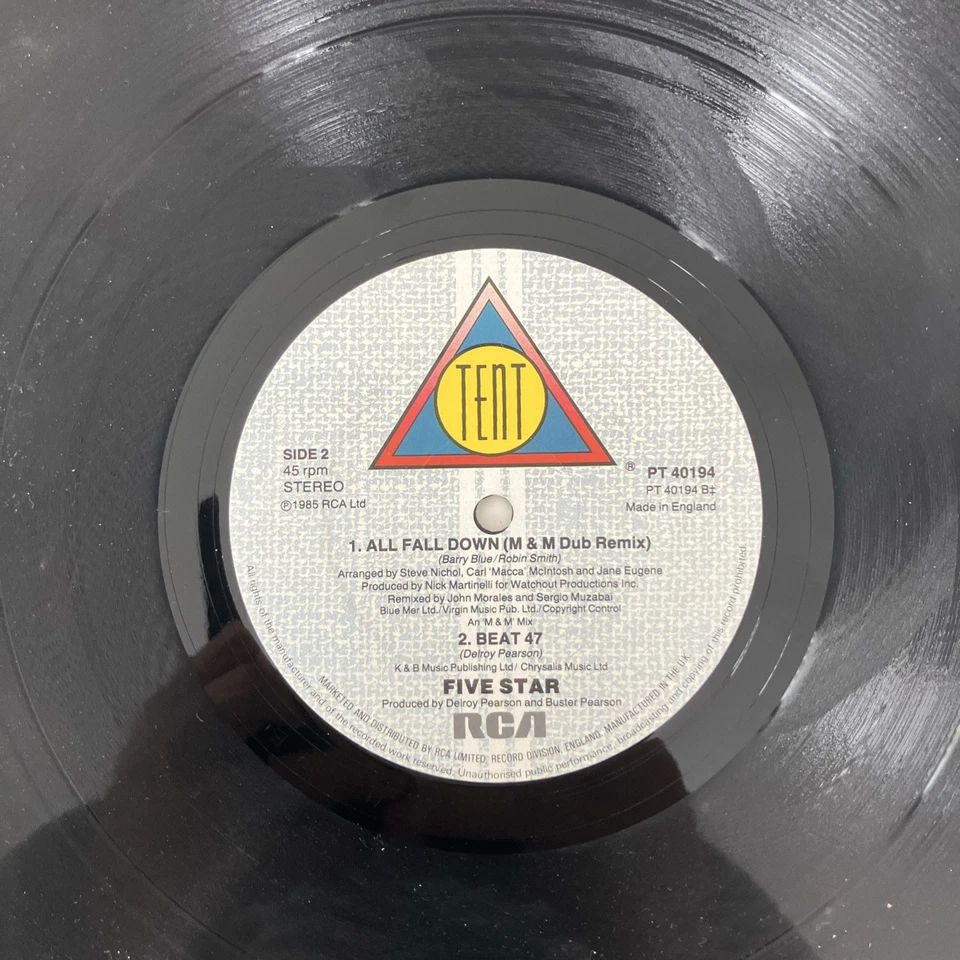 TENT
®
SIDE 2
45 rpm
STEREO
℗1985 RCA Ltd
PT 40194
PT 40194 B‡
Made in England
1. ALL FALL DOWN (M & M Dub Remix)
(Barry Blue/Robin Smith)
Arranged by Steve Nichol, Carl 'Macca' McIntosh and Jane Eugene
Produced by Nick Martinelli for Watchout Productions Inc.
Remixed by John Morales and Sergio Muzabai
Blue Mer Ltd./Virgin Music Pub. Ltd./Copyright Control
An 'M & M' Mix
2. BEAT 47
(Delroy Pearson)
K & B Music Publishing Ltd/ Chrysalia Music Ltd
FIVE STAR
Produced by Delroy Pearson and Buster Pearson
RCA
MARKETED AND DISTRIBUTED BY RCA LIMITED, RECORD DIVISION, ENGLAND. MANUFACTURED IN THE U.K.
All rights of the manufacturer and of the recorded work reserved. Unauthorised public performance, broadcasting and copying of this record prohibited.